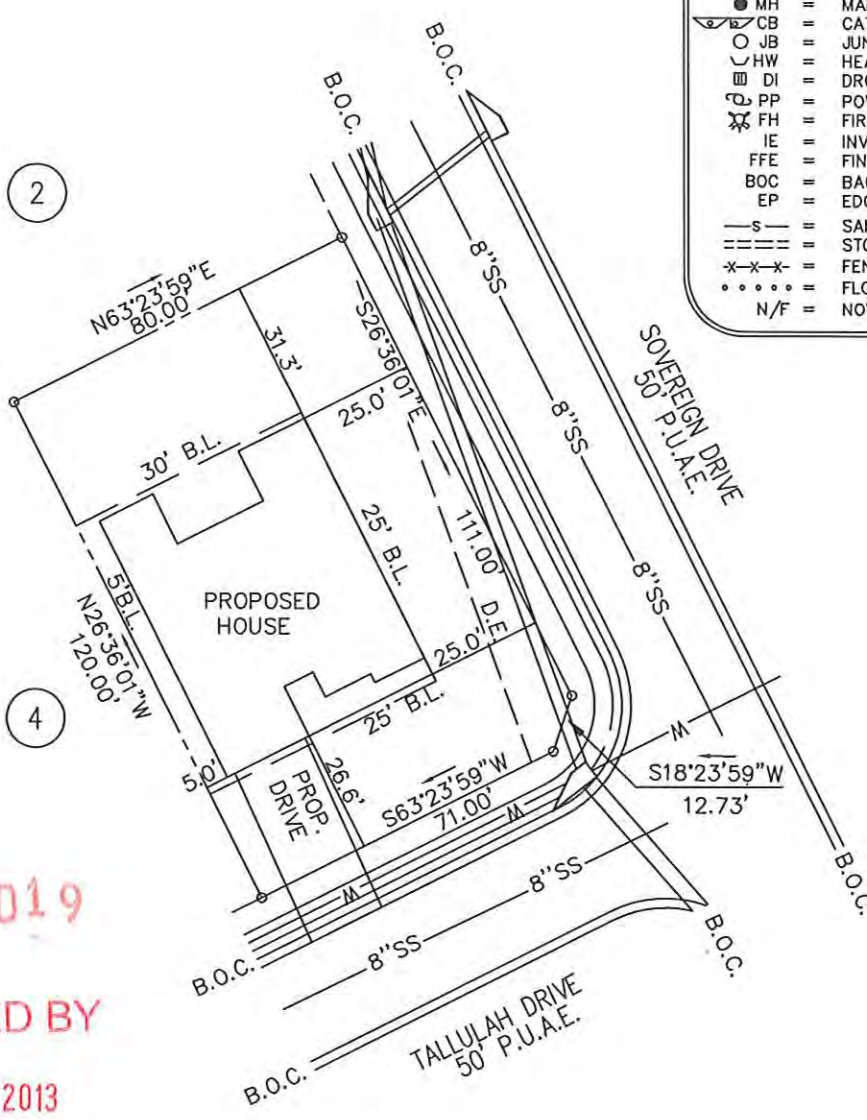 MH =
CB =
JB =
HW =
DI =
PP =
FH =
IE =
FFE =
BOC =
EP =
S =
=
X X X =
=
N/F =
B.O.C.
B.O.C.
2
N63°23'59"E
80.00'
31.3'
S26°36'01"E
25.0'
30' B.L.
8"SS
8"SS
8"SS
SOVEREIGN DRIVE
50' P.U.A.E.
25' B.L.
111.00'
PROPOSED
HOUSE
D.E.
25.0'
25' B.L.
5'B.L.
N26°36'01"W
120.00'
4
5.0'
PROP.
DRIVE
26.6'
S63°23'59"W
71.00'
S18°23'59"W
12.73'
W
W
W
8"SS
8"SS
B.O.C.
B.O.C.
B.O.C.
TALLULAH DRIVE
50' P.U.A.E.
B.O.C.
019
D BY
2013